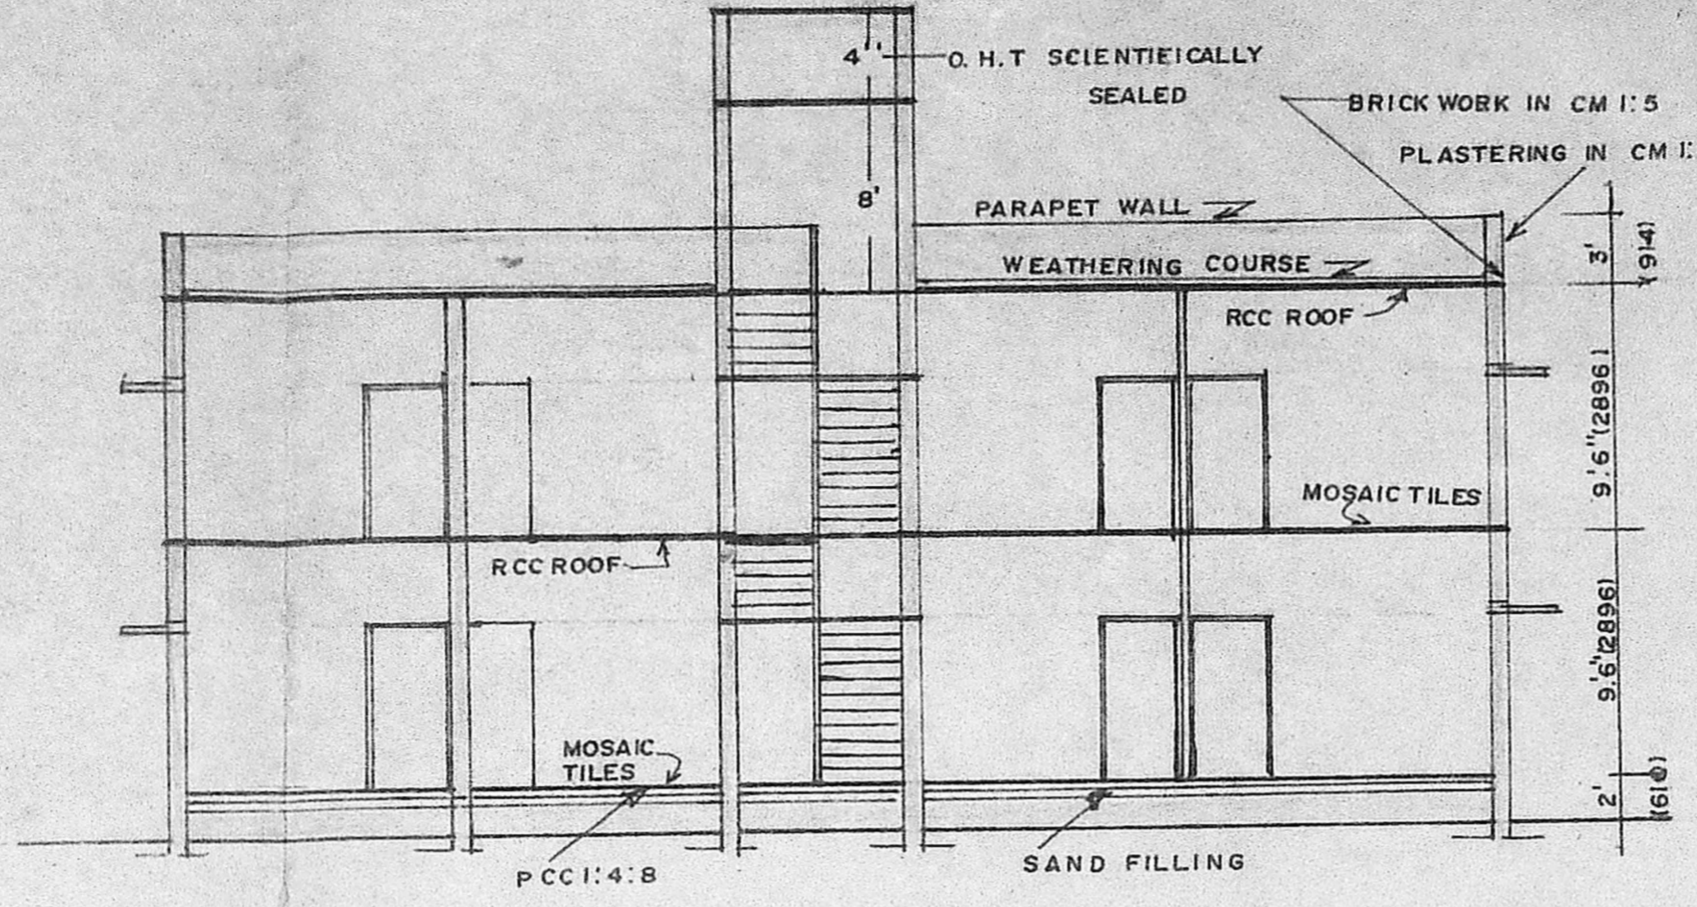 4'' O. H. T SCIENTIFICALLY
SEALED
BRICK WORK IN CM 1:5
PLASTERING IN CM 1:
8'
PARAPET WALL
3' (914)
WEATHERING COURSE
RCC ROOF
9'6"(2896)
MOSAIC TILES
RCC ROOF
9'.6"(2896)
MOSAIC
TILES
2' (610)
PCC 1:4:8
SAND FILLING